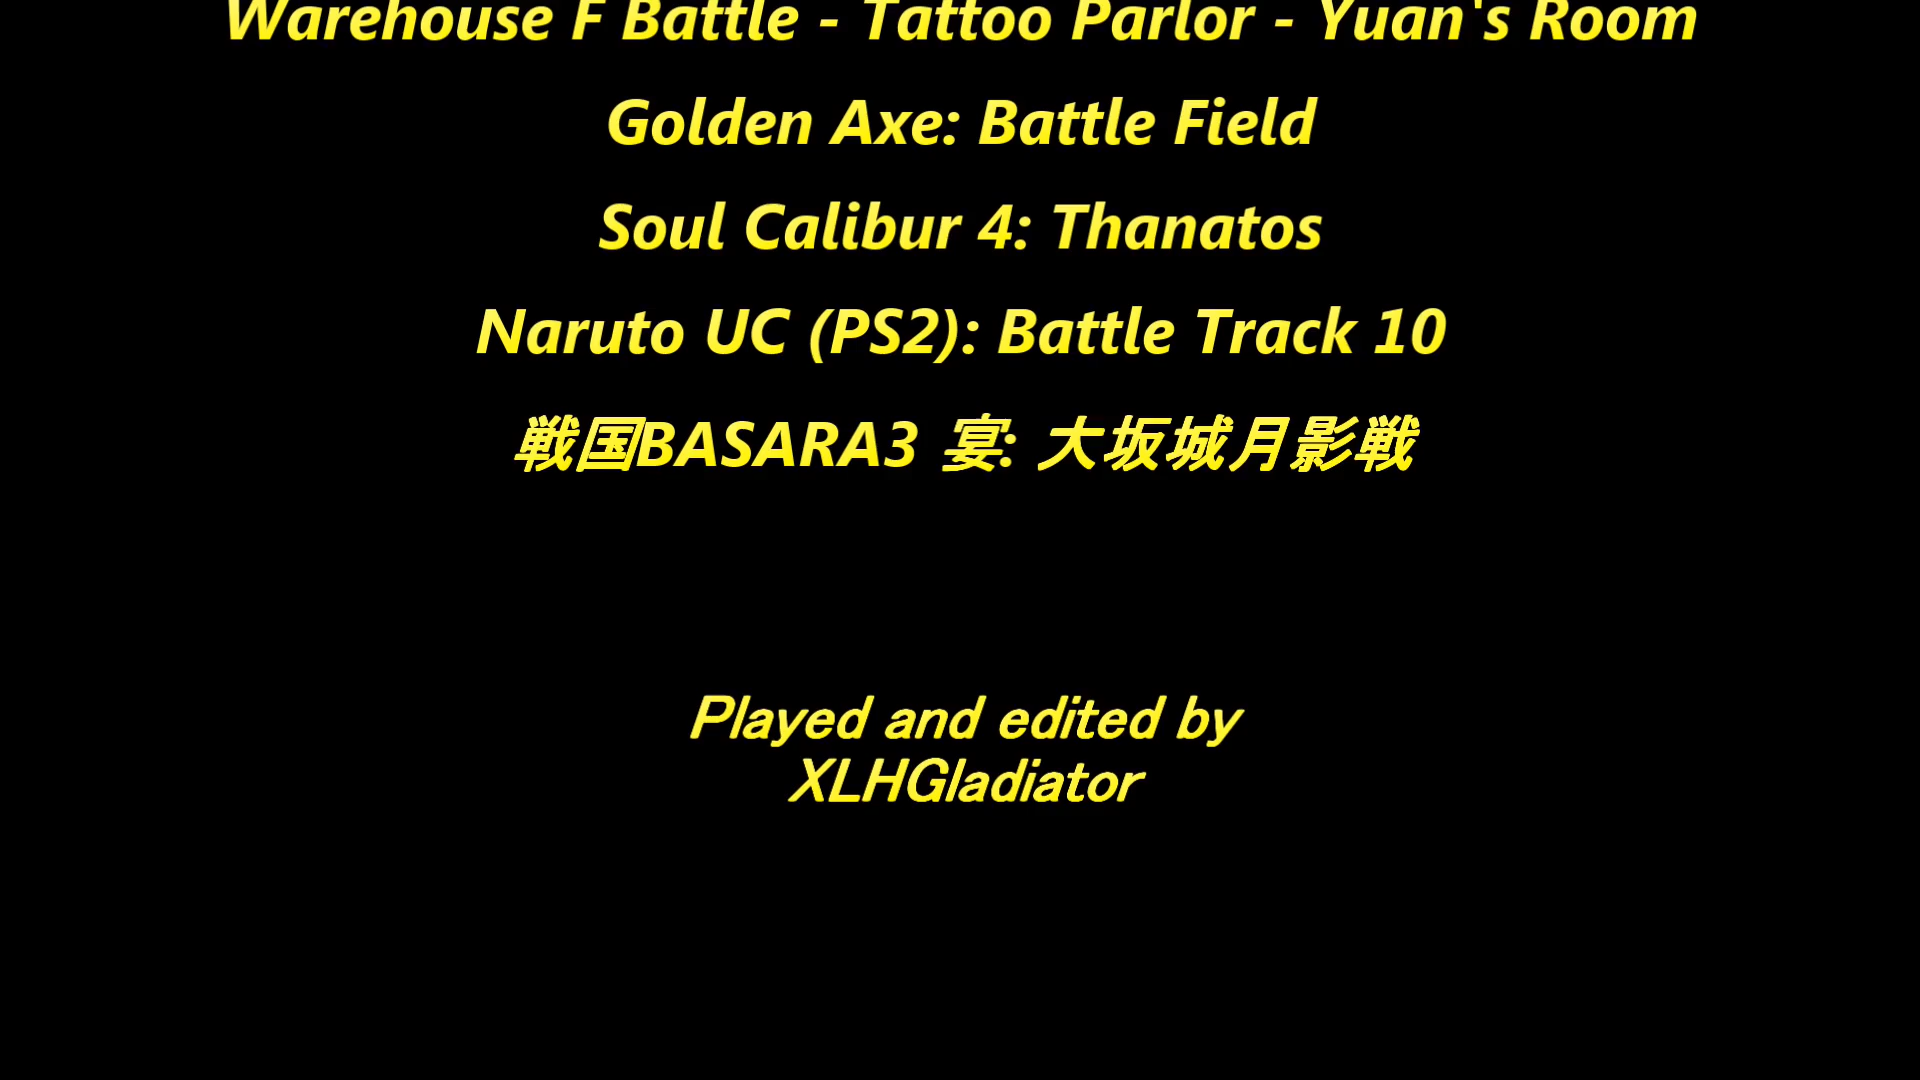 Warehouse F Battle - Tattoo Parlor - Yuan's Room
Golden Axe: Battle Field
Soul Calibur 4: Thanatos
Naruto UC (PS2): Battle Track 10
戦国BASARA3 宴: 大坂城月影戦
Played and edited by
XLHGladiator